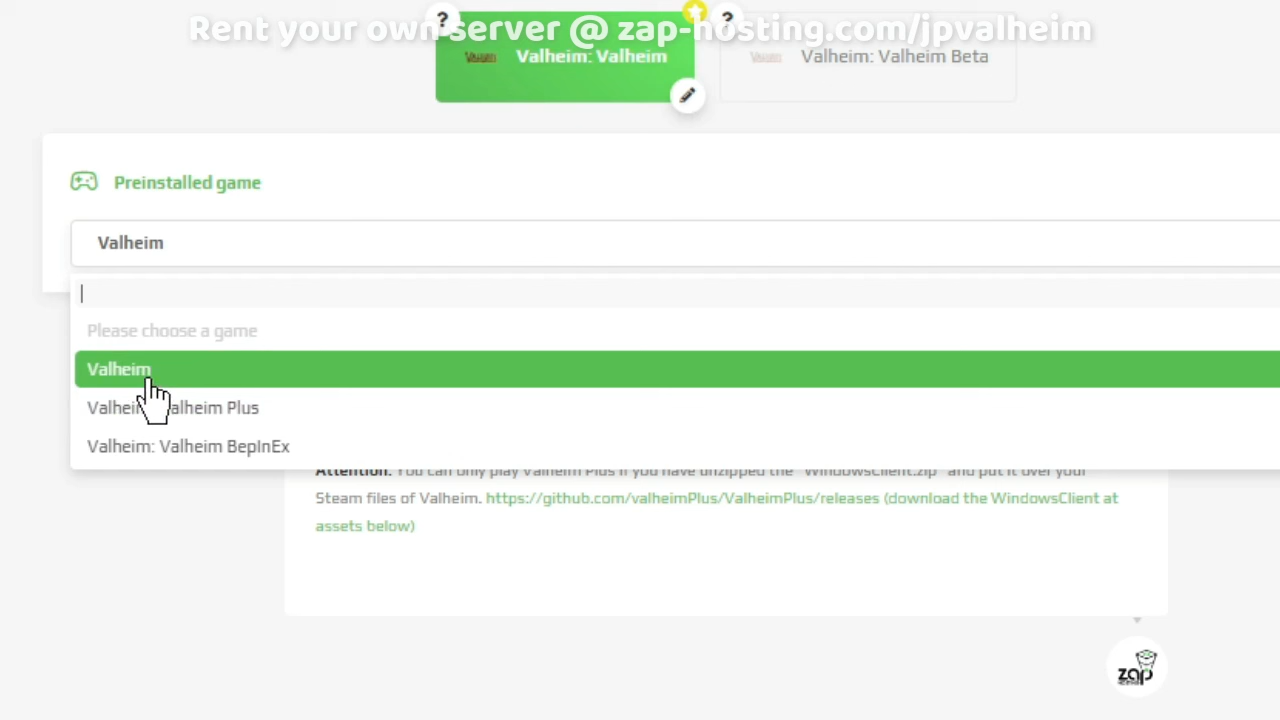 Rent your own server @ zap-hosting.com/jpvalheim
? ?
Valheim: Valheim
Valheim: Valheim Beta
Preinstalled game
Valheim
Please choose a game
Valheim
Valheim: Valheim Plus
Valheim: Valheim BepInEx
Attention: You can only play Valheim Plus if you have unzipped the "WindowsClient.zip" and put it over your
Steam files of Valheim. https://github.com/valheimPlus/ValheimPlus/releases (download the WindowsClient at
assets below)
zap